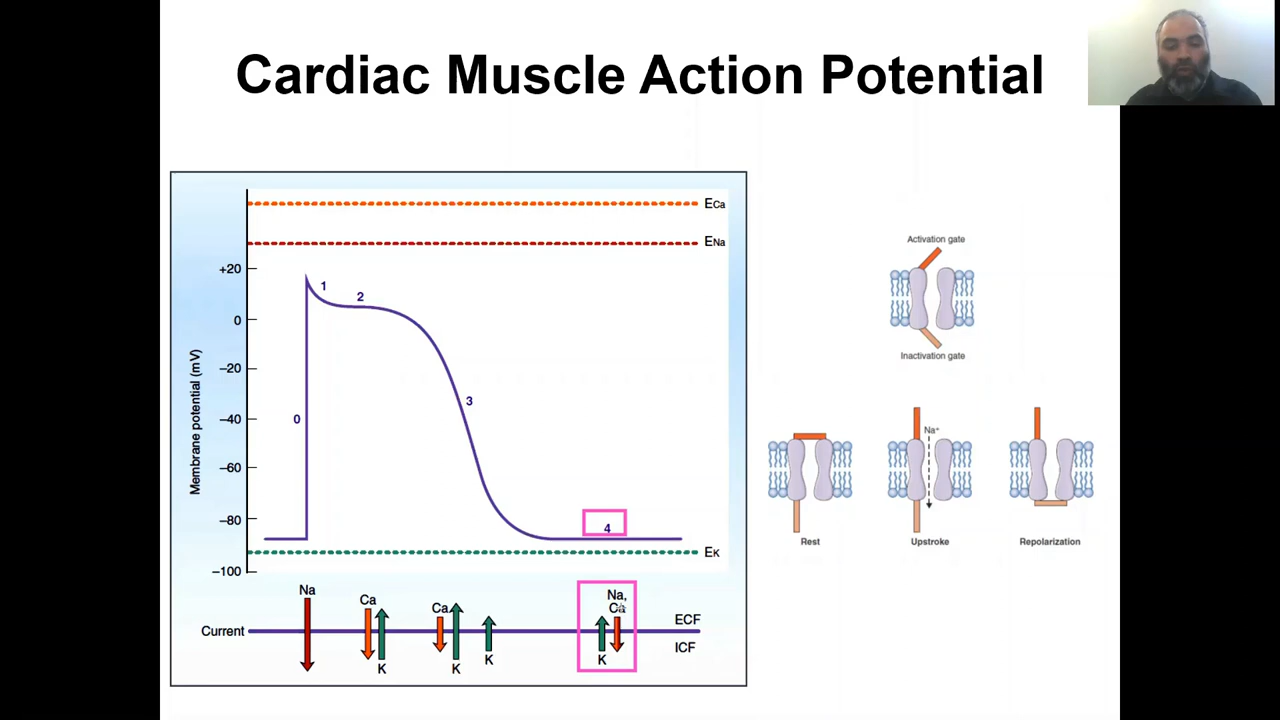 Cardiac Muscle Action Potential
ECa
ENa
+20
0
–20
–40
–60
–80
–100
Membrane potential (mV)
1
2
0
3
4
EK
Na
Ca
K
Ca
K
K
Na,
Ca
K
Current
ECF
ICF
Activation gate
Inactivation gate
Na+
Rest
Upstroke
Repolarization